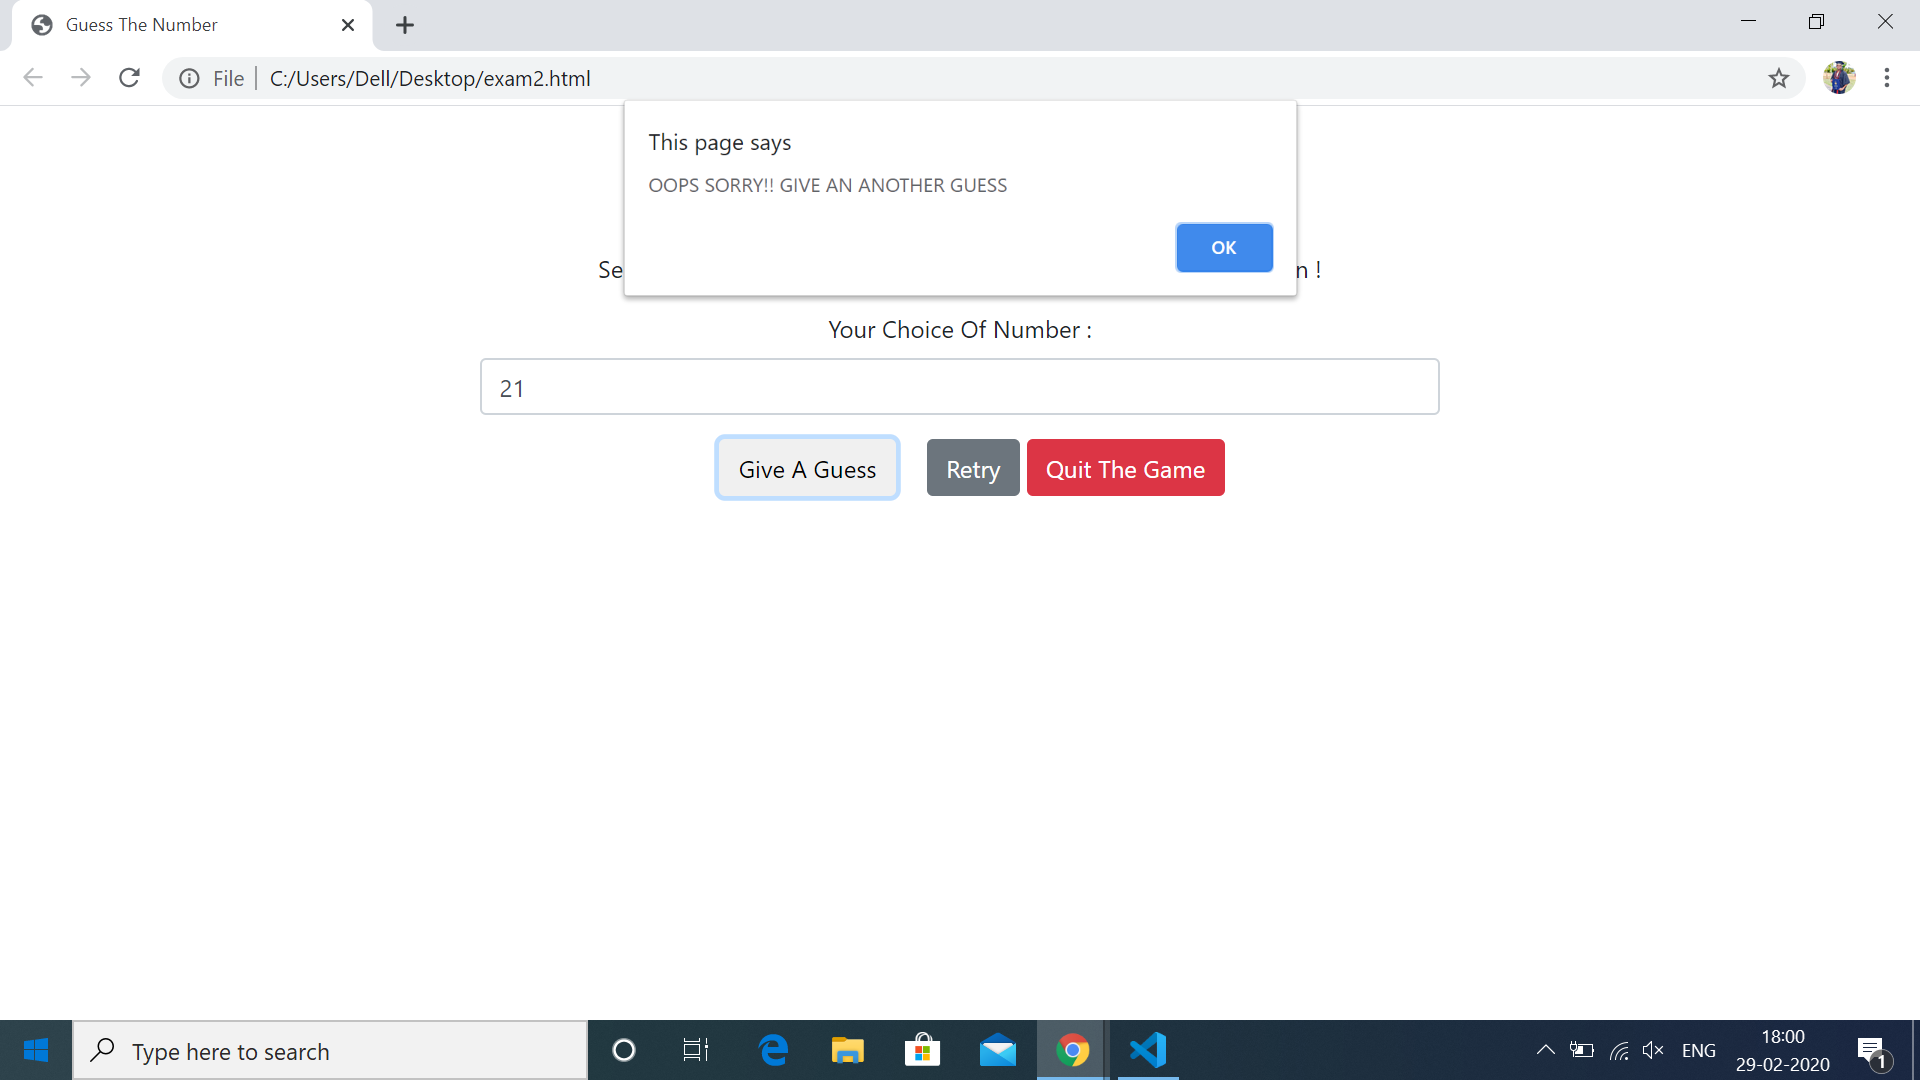 Guess The Number
File C:/Users/Dell/Desktop/exam2.html
This page says
OOPS SORRY!! GIVE AN ANOTHER GUESS
OK
Se n !
Your Choice Of Number :
21
Give A Guess Retry Quit The Game
Type here to search
ENG
18:00
29-02-2020
1